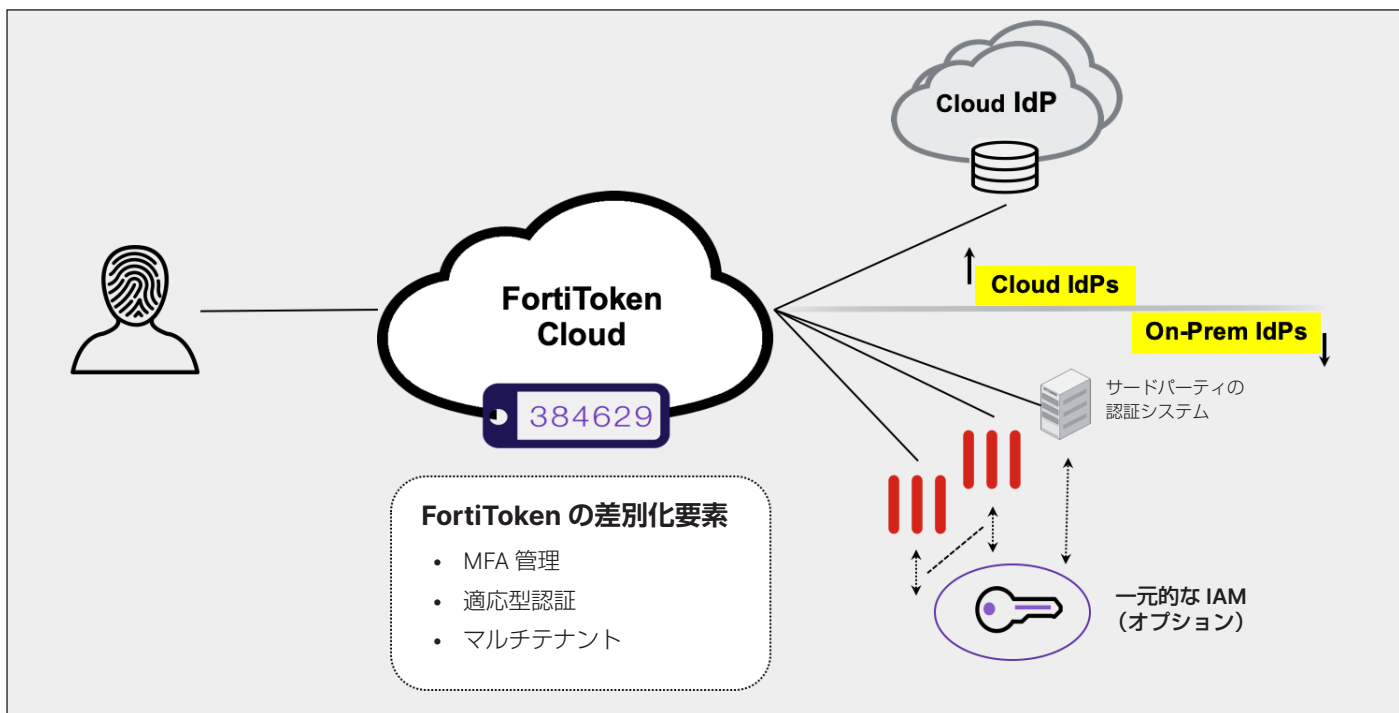 Cloud IdP
FortiToken
Cloud
384629
Cloud IdPs
On-Prem IdPs
サードパーティの
認証システム
FortiToken の差別化要素
• MFA 管理
• 適応型認証
• マルチテナント
一元的な IAM
（オプション）